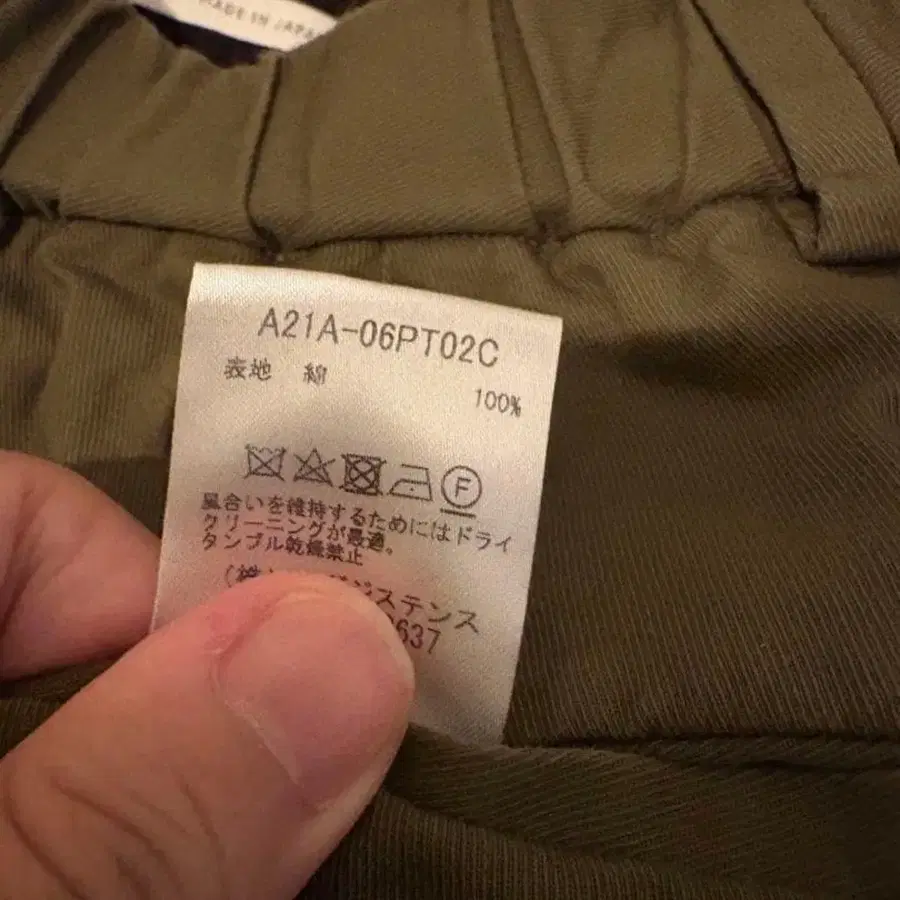 MADE IN JAPA
A21A-06PT02C
表地 綿
100%
F
風合いを維持するためにはドライ
クリーニングが最適。
タンブル乾燥禁止
ジステンス
637